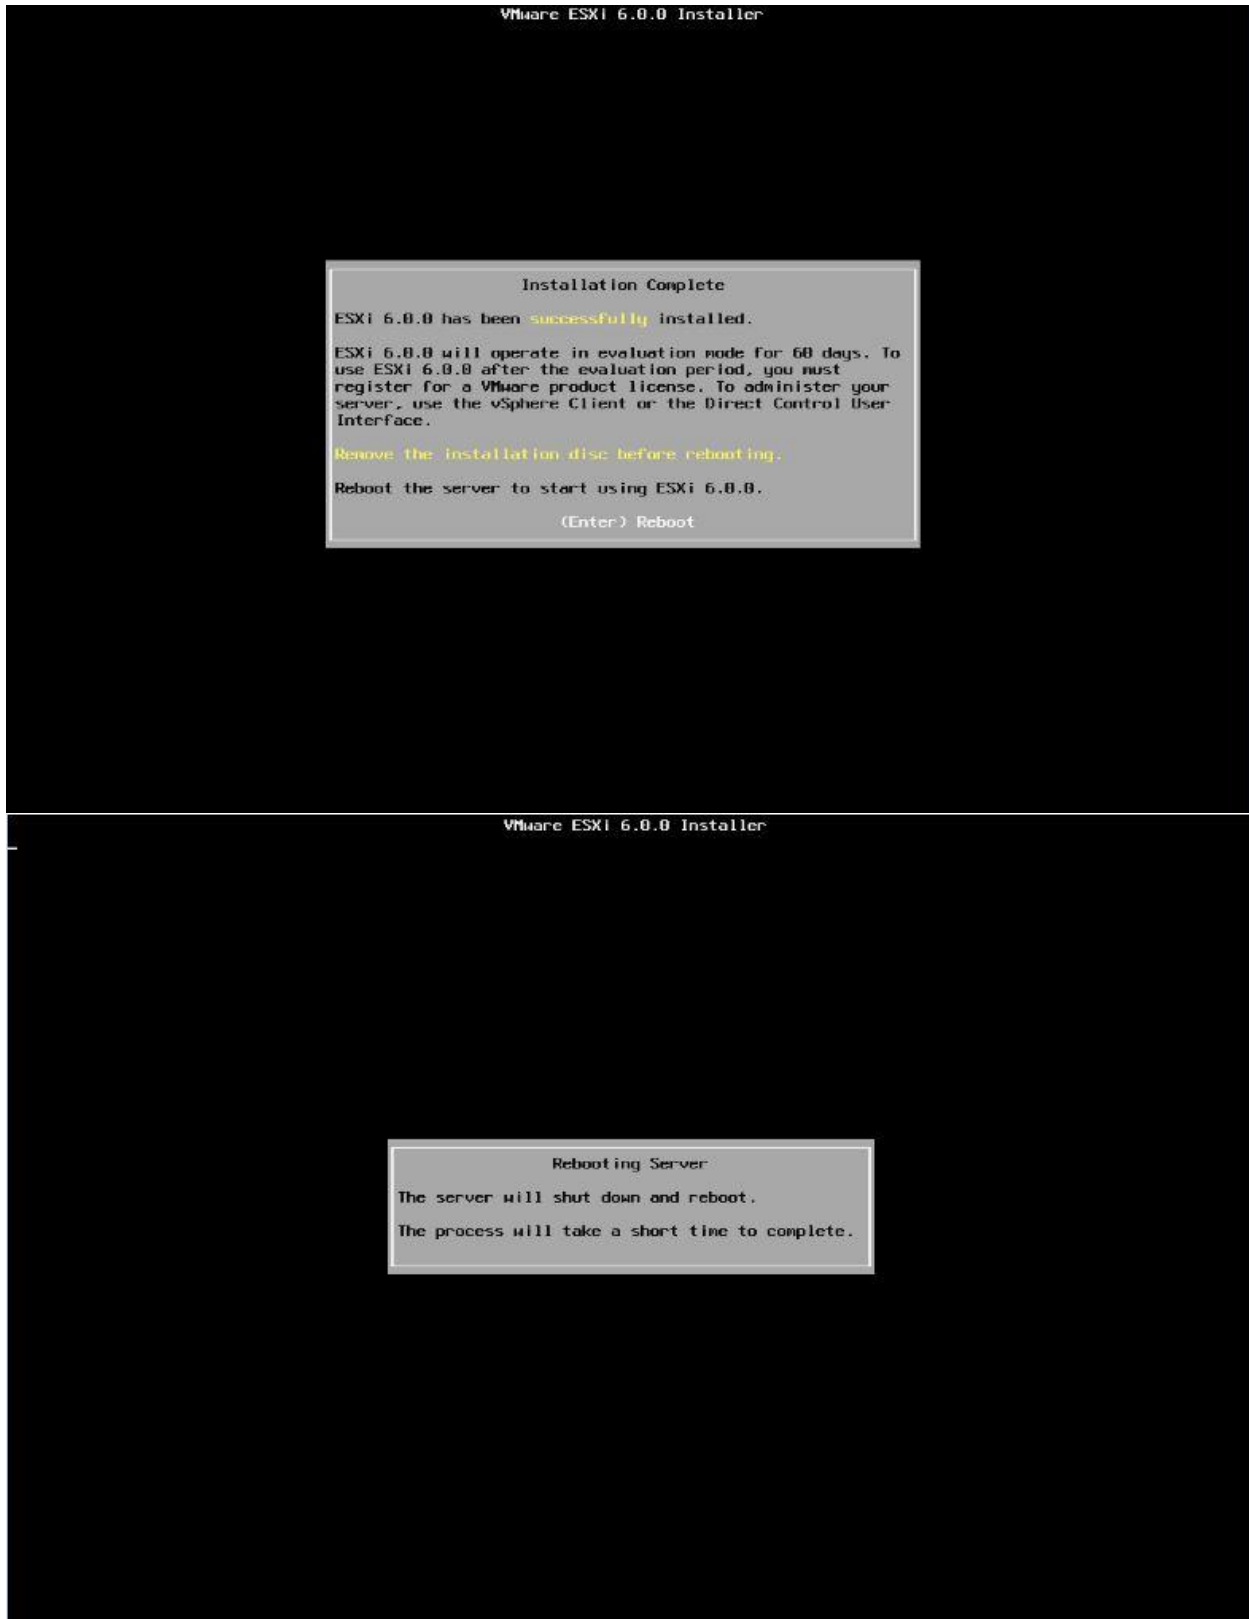 VMware ESXi 6.0.0 Installer
Installation Complete
ESXi 6.0.0 has been successfully installed.
ESXi 6.0.0 will operate in evaluation mode for 60 days. To
use ESXi 6.0.0 after the evaluation period, you must
register for a VMware product license. To administer your
server, use the vSphere Client or the Direct Control User
Interface.
Remove the installation disc before rebooting.
Reboot the server to start using ESXi 6.0.0.
(Enter) Reboot
VMware ESXi 6.0.0 Installer
Rebooting Server
The server will shut down and reboot.
The process will take a short time to complete.